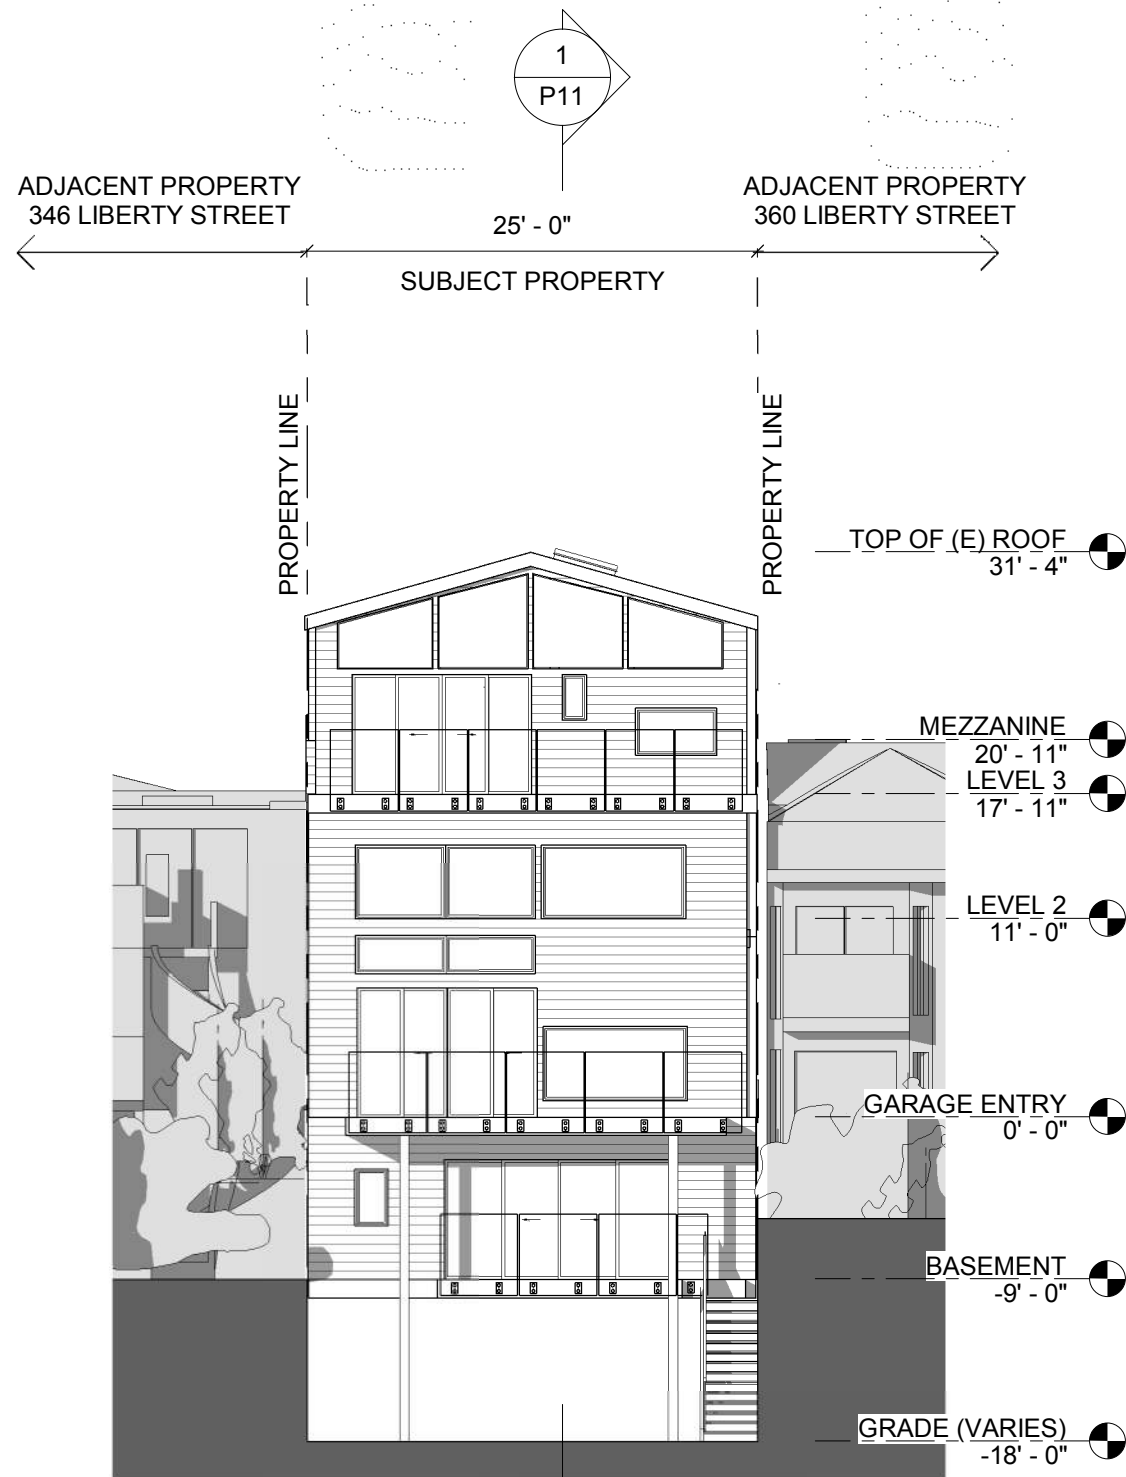 1
P11
ADJACENT PROPERTY
346 LIBERTY STREET
25' - 0"
ADJACENT PROPERTY
360 LIBERTY STREET
SUBJECT PROPERTY
PROPERTY LINE
PROPERTY LINE
TOP OF (E) ROOF
31' - 4"
MEZZANINE
20' - 11"
LEVEL 3
17' - 11"
LEVEL 2
11' - 0"
GARAGE ENTRY
0' - 0"
BASEMENT
-9' - 0"
GRADE (VARIES)
-18' - 0"